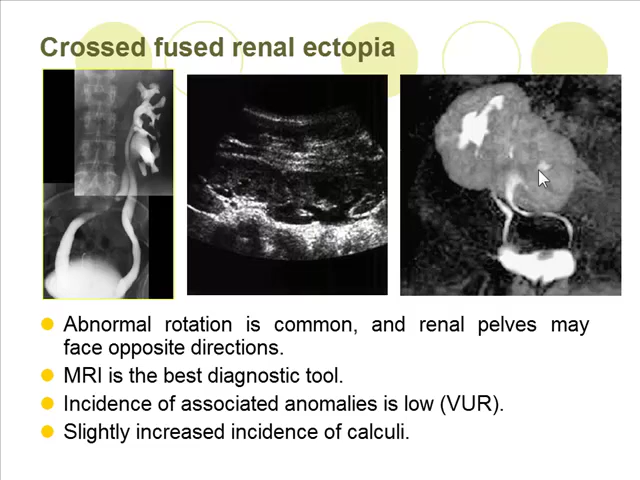 Crossed fused renal ectopia
Abnormal rotation is common, and renal pelves may
face opposite directions.
MRI is the best diagnostic tool.
Incidence of associated anomalies is low (VUR).
Slightly increased incidence of calculi.